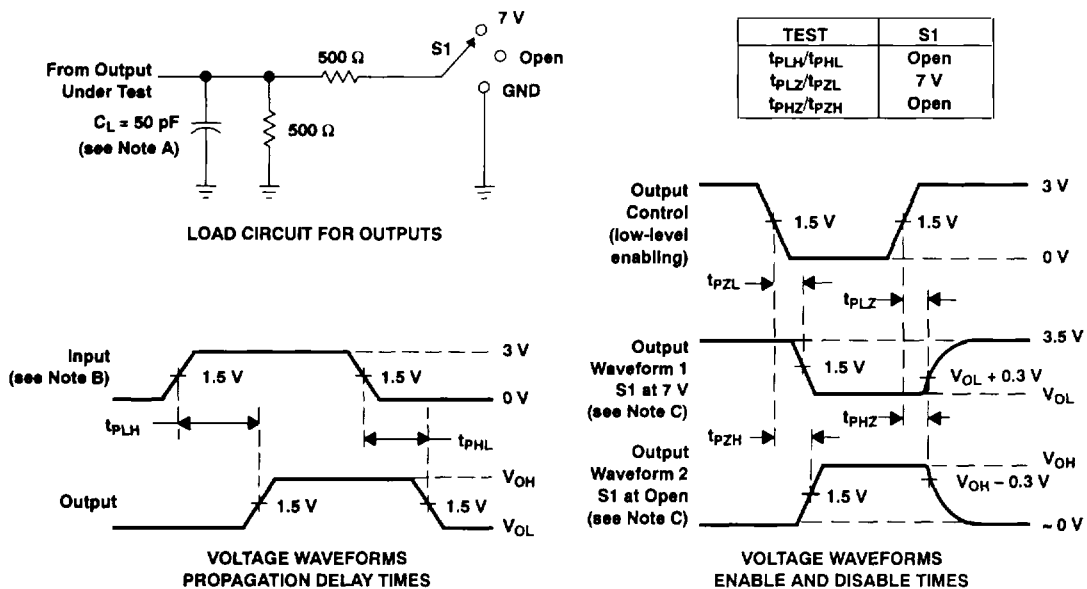 7 V
S1
Open
GND
500 Ω
From Output
Under Test
C_L = 50 pF
(see Note A)
500 Ω
LOAD CIRCUIT FOR OUTPUTS
TEST S1
t_PLH/t_PHL Open
t_PLZ/t_PZL 7 V
t_PHZ/t_PZH Open
Input
(see Note B)
1.5 V
1.5 V
3 V
0 V
t_PLH
t_PHL
Output
1.5 V
1.5 V
V_OH
V_OL
VOLTAGE WAVEFORMS
PROPAGATION DELAY TIMES
Output
Control
(low-level
enabling)
1.5 V
1.5 V
3 V
0 V
t_PZL
t_PLZ
Output
Waveform 1
S1 at 7 V
(see Note C)
1.5 V
3.5 V
V_OL + 0.3 V
V_OL
t_PHZ
t_PZH
Output
Waveform 2
S1 at Open
(see Note C)
1.5 V
V_OH
V_OH – 0.3 V
~ 0 V
VOLTAGE WAVEFORMS
ENABLE AND DISABLE TIMES